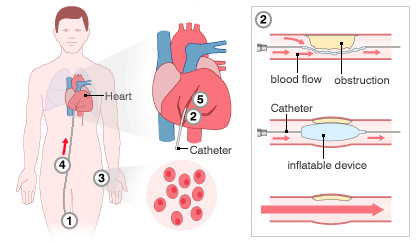 Heart
5
2
Catheter
4
3
1
2
blood flow
obstruction
Catheter
inflatable device